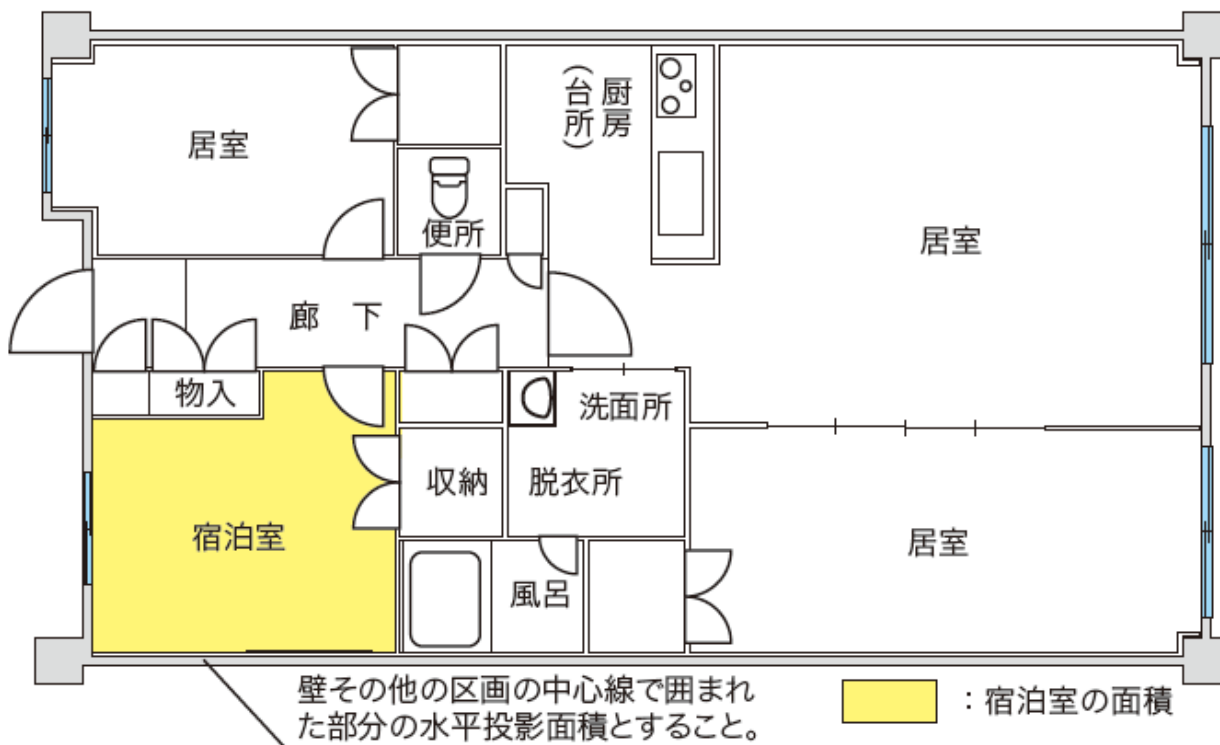 居室
厨房
(台所)
便所
居室
廊 下
物入
洗面所
収納
脱衣所
宿泊室
居室
風呂
壁その他の区画の中心線で囲まれ
た部分の水平投影面積とすること。
:宿泊室の面積